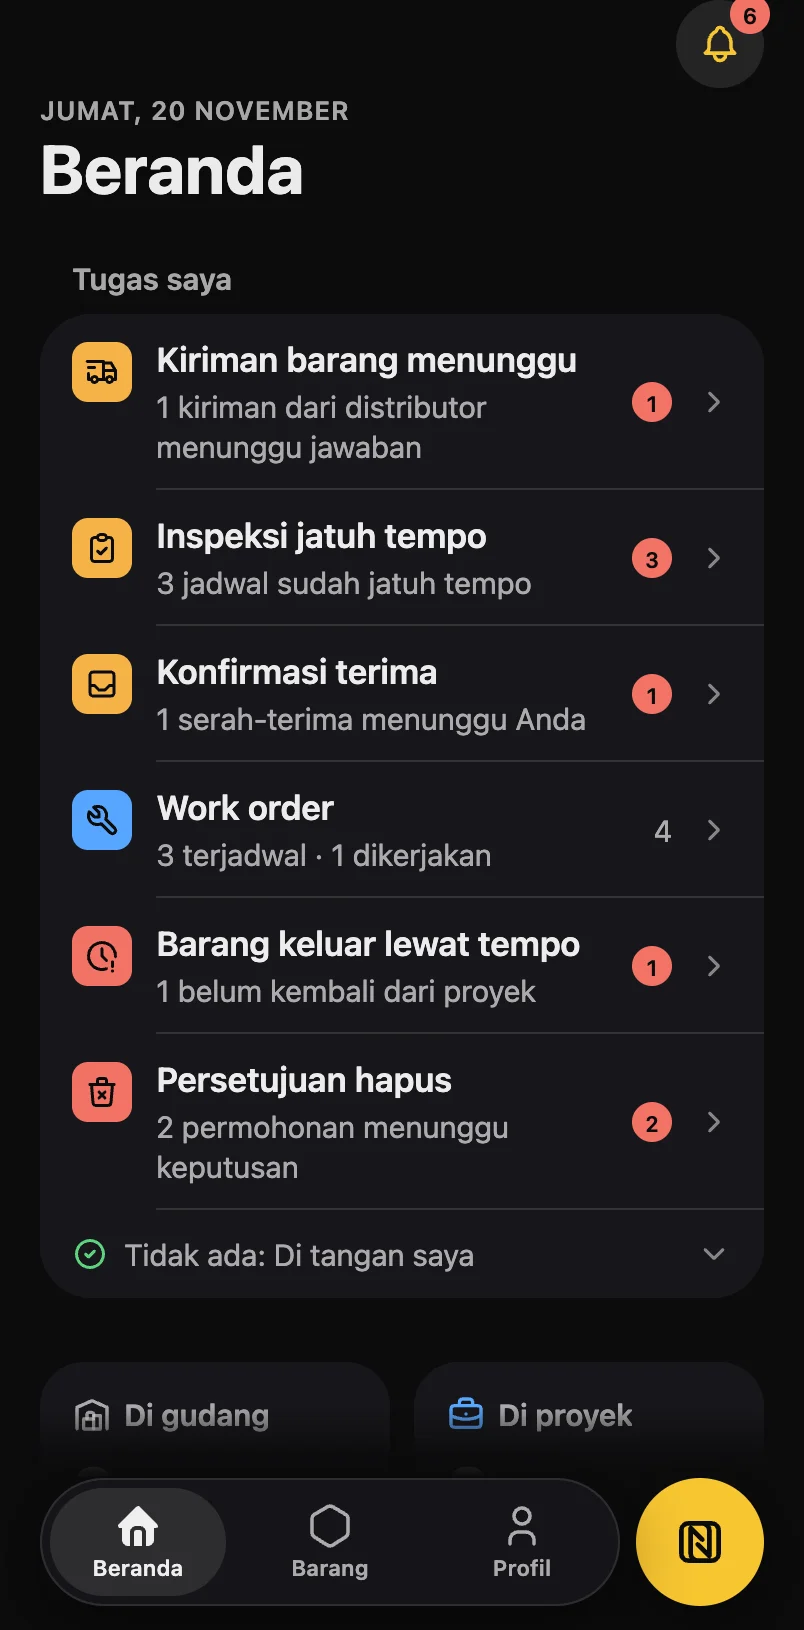 6
JUMAT, 20 NOVEMBER
Beranda
Tugas saya
Kiriman barang menunggu
1 kiriman dari distributor
menunggu jawaban
1
Inspeksi jatuh tempo
3 jadwal sudah jatuh tempo
3
Konfirmasi terima
1 serah-terima menunggu Anda
1
Work order
3 terjadwal · 1 dikerjakan
4
Barang keluar lewat tempo
1 belum kembali dari proyek
1
Persetujuan hapus
2 permohonan menunggu
keputusan
2
Tidak ada: Di tangan saya
Di gudang
Di proyek
Beranda
Barang
Profil